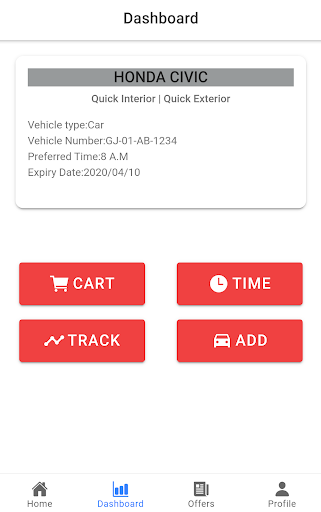 Dashboard
HONDA CIVIC
Quick Interior | Quick Exterior
Vehicle type:Car
Vehicle Number:GJ-01-AB-1234
Preferred Time:8 A.M
Expiry Date:2020/04/10
CART
TIME
TRACK
ADD
Home
Dashboard
Offers
Profile